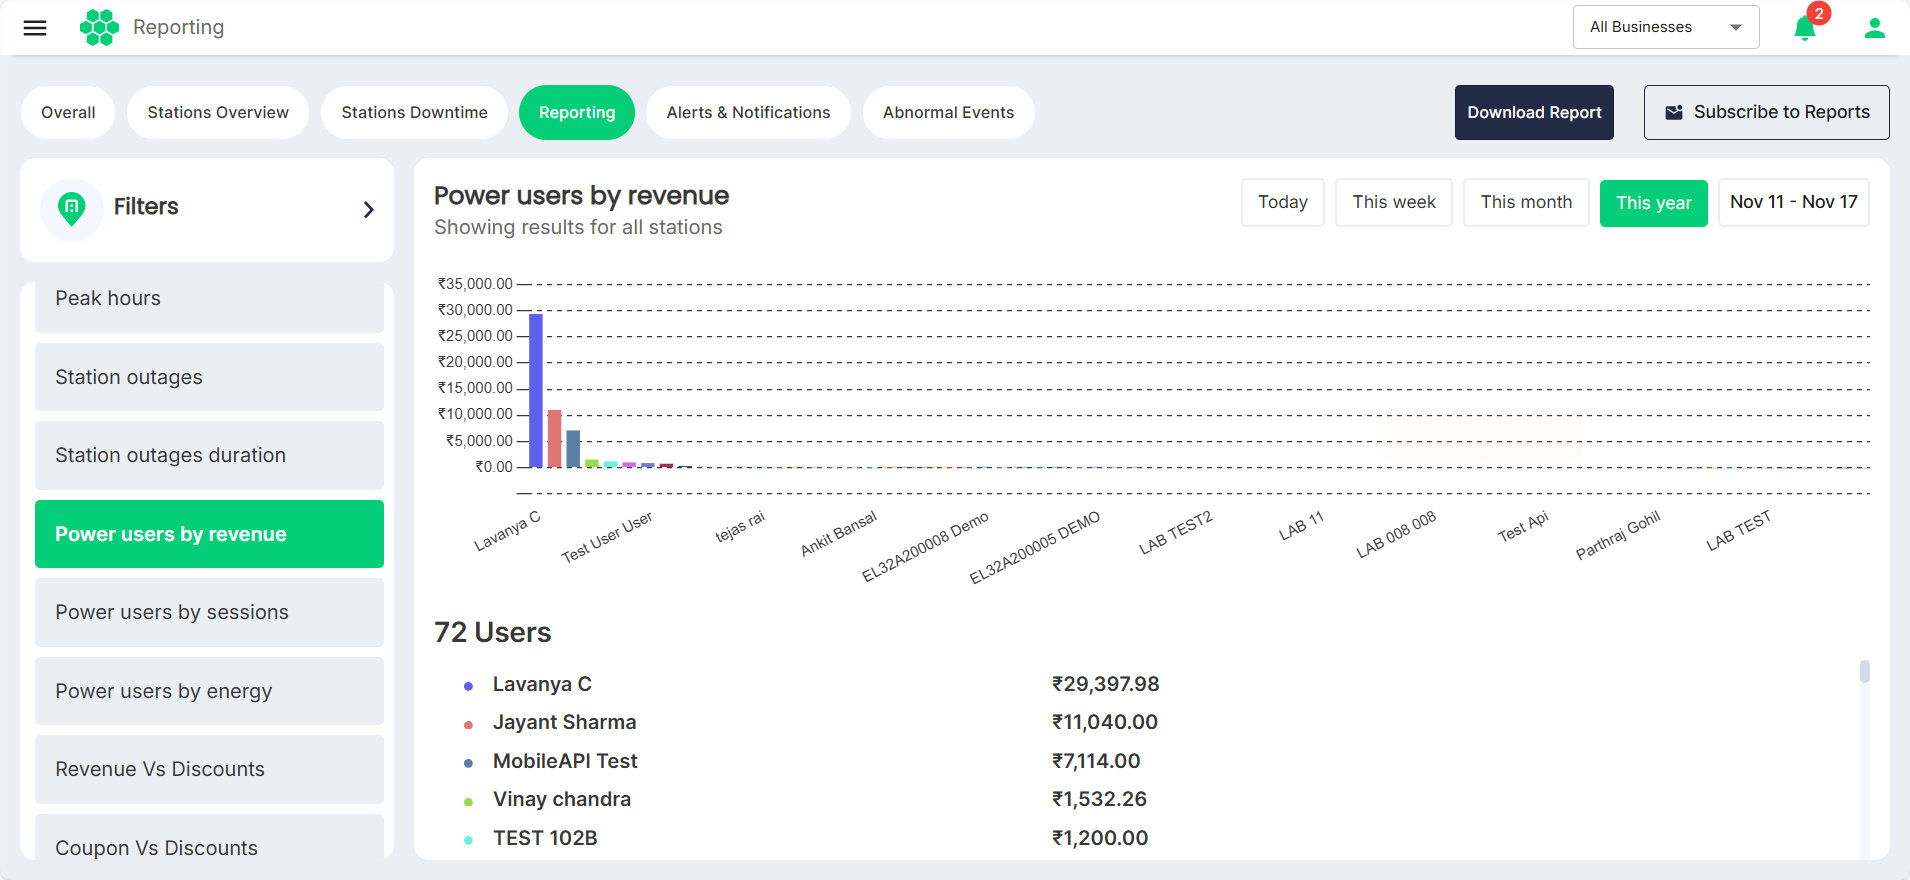 Reporting
All Businesses
2
Overall
Stations Overview
Stations Downtime
Reporting
Alerts & Notifications
Abnormal Events
Download Report
Subscribe to Reports
Filters
Peak hours
Station outages
Station outages duration
Power users by revenue
Power users by sessions
Power users by energy
Revenue Vs Discounts
Coupon Vs Discounts
Power users by revenue
Showing results for all stations
Today
This week
This month
This year
Nov 11 - Nov 17
₹35,000.00
₹30,000.00
₹25,000.00
₹20,000.00
₹15,000.00
₹10,000.00
₹5,000.00
₹0.00
Lavanya C
Test User User
tejas rai
Ankit Bansal
EL32A200008 Demo
EL32A200005 DEMO
LAB TEST2
LAB 11
LAB 008 008
Test Api
Parthraj Gohil
LAB TEST
72 Users
Lavanya C ₹29,397.98
Jayant Sharma ₹11,040.00
MobileAPI Test ₹7,114.00
Vinay chandra ₹1,532.26
TEST 102B ₹1,200.00